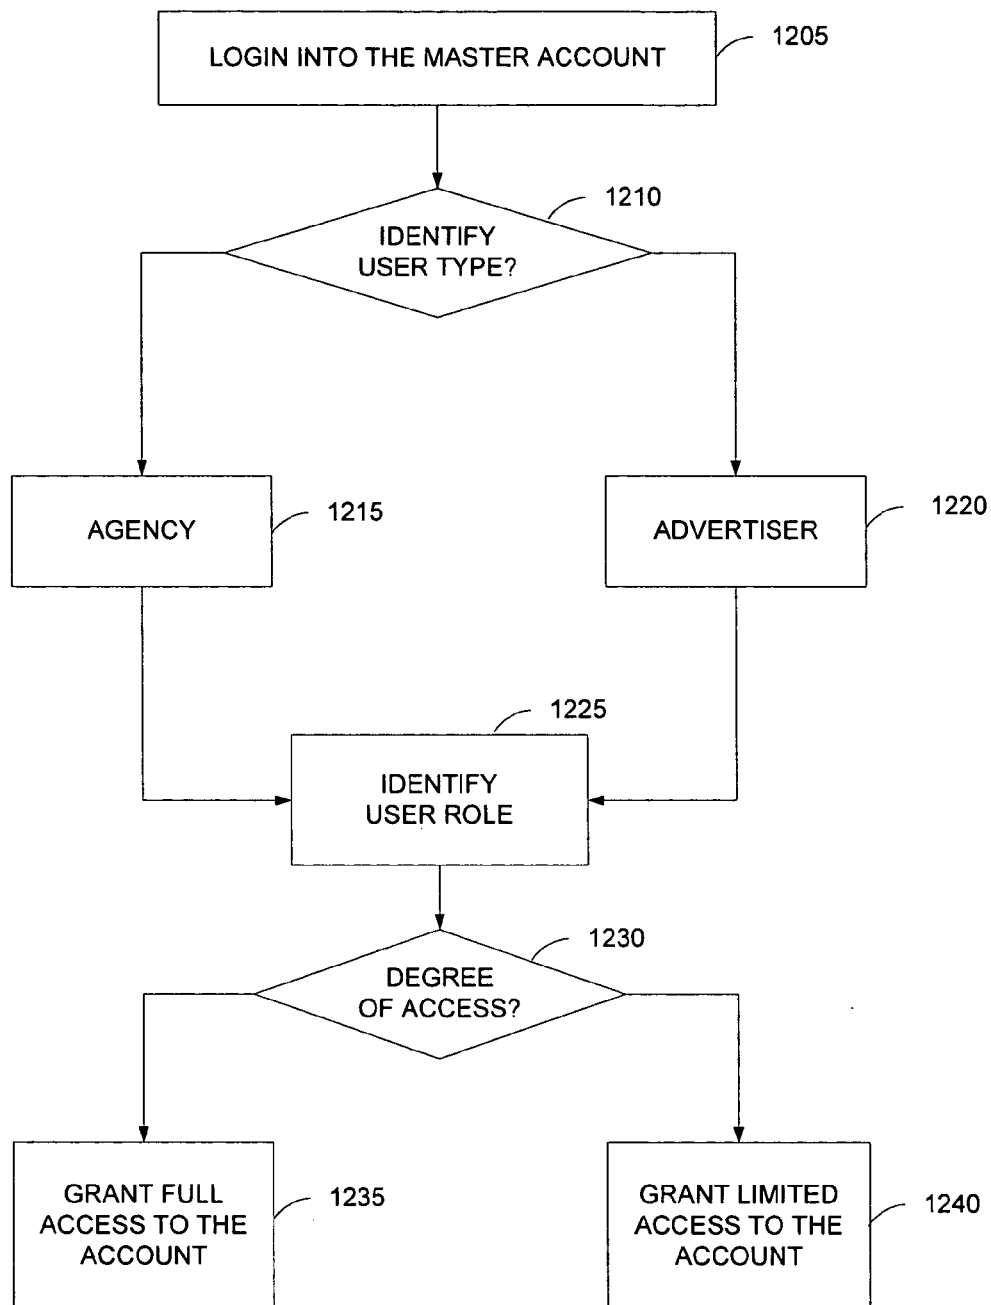 LOGIN INTO THE MASTER ACCOUNT
1205
1210
IDENTIFY
USER TYPE?
AGENCY
1215
ADVERTISER
1220
1225
IDENTIFY
USER ROLE
1230
DEGREE
OF ACCESS?
GRANT FULL
ACCESS TO THE
ACCOUNT
1235
GRANT LIMITED
ACCESS TO THE
ACCOUNT
1240